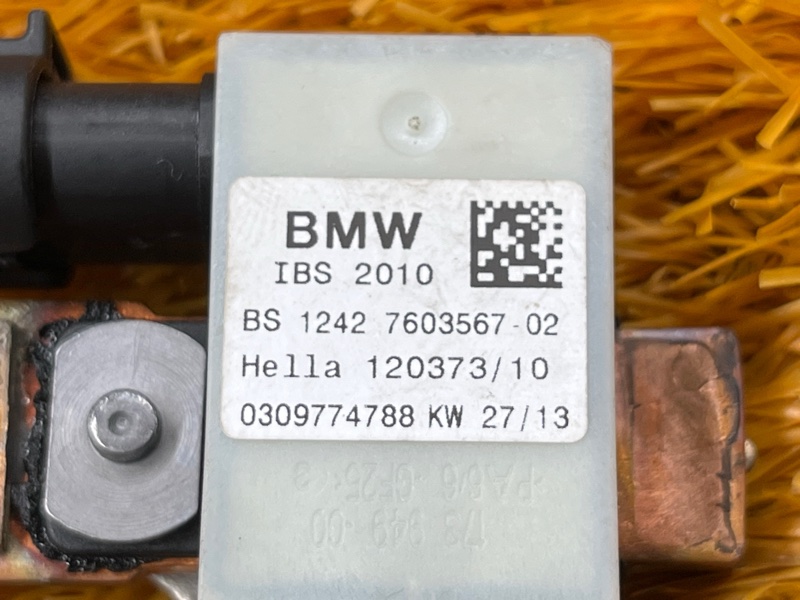 BMW
IBS 2010
BS 1242 7603567-02
Hella 120373/10
0309774788 KW 27/13